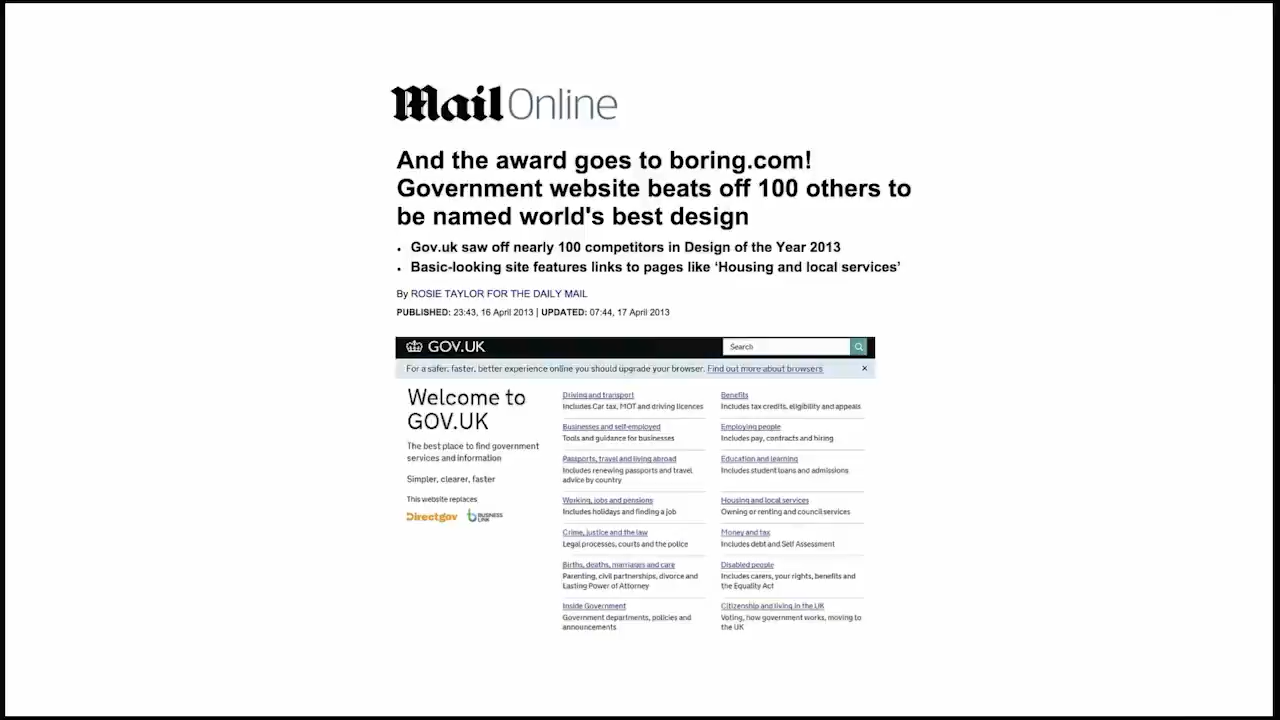 Mail Online
And the award goes to boring.com!
Government website beats off 100 others to
be named world's best design
• Gov.uk saw off nearly 100 competitors in Design of the Year 2013
• Basic-looking site features links to pages like ‘Housing and local services’
By ROSIE TAYLOR FOR THE DAILY MAIL
PUBLISHED: 23:43, 16 April 2013 | UPDATED: 07:44, 17 April 2013
GOV.UK
Search
For a safer, faster, better experience online you should upgrade your browser. Find out more about browsers ×
Welcome to
GOV.UK
The best place to find government
services and information
Simpler, clearer, faster
This website replaces
Directgov
BUSINESS
LINK
Driving and transport
Includes Car tax, MOT and driving licences
Businesses and self-employed
Tools and guidance for businesses
Passports, travel and living abroad
Includes renewing passports and travel
advice by country
Working, jobs and pensions
Includes holidays and finding a job
Crime, justice and the law
Legal processes, courts and the police
Births, deaths, marriages and care
Parenting, civil partnerships, divorce and
Lasting Power of Attorney
Inside Government
Government departments, policies and
announcements
Benefits
Includes tax credits, eligibility and appeals
Employing people
Includes pay, contracts and hiring
Education and learning
Includes student loans and admissions
Housing and local services
Owning or renting and council services
Money and tax
Includes debt and Self Assessment
Disabled people
Includes carers, your rights, benefits and
the Equality Act
Citizenship and living in the UK
Voting, how government works, moving to
the UK